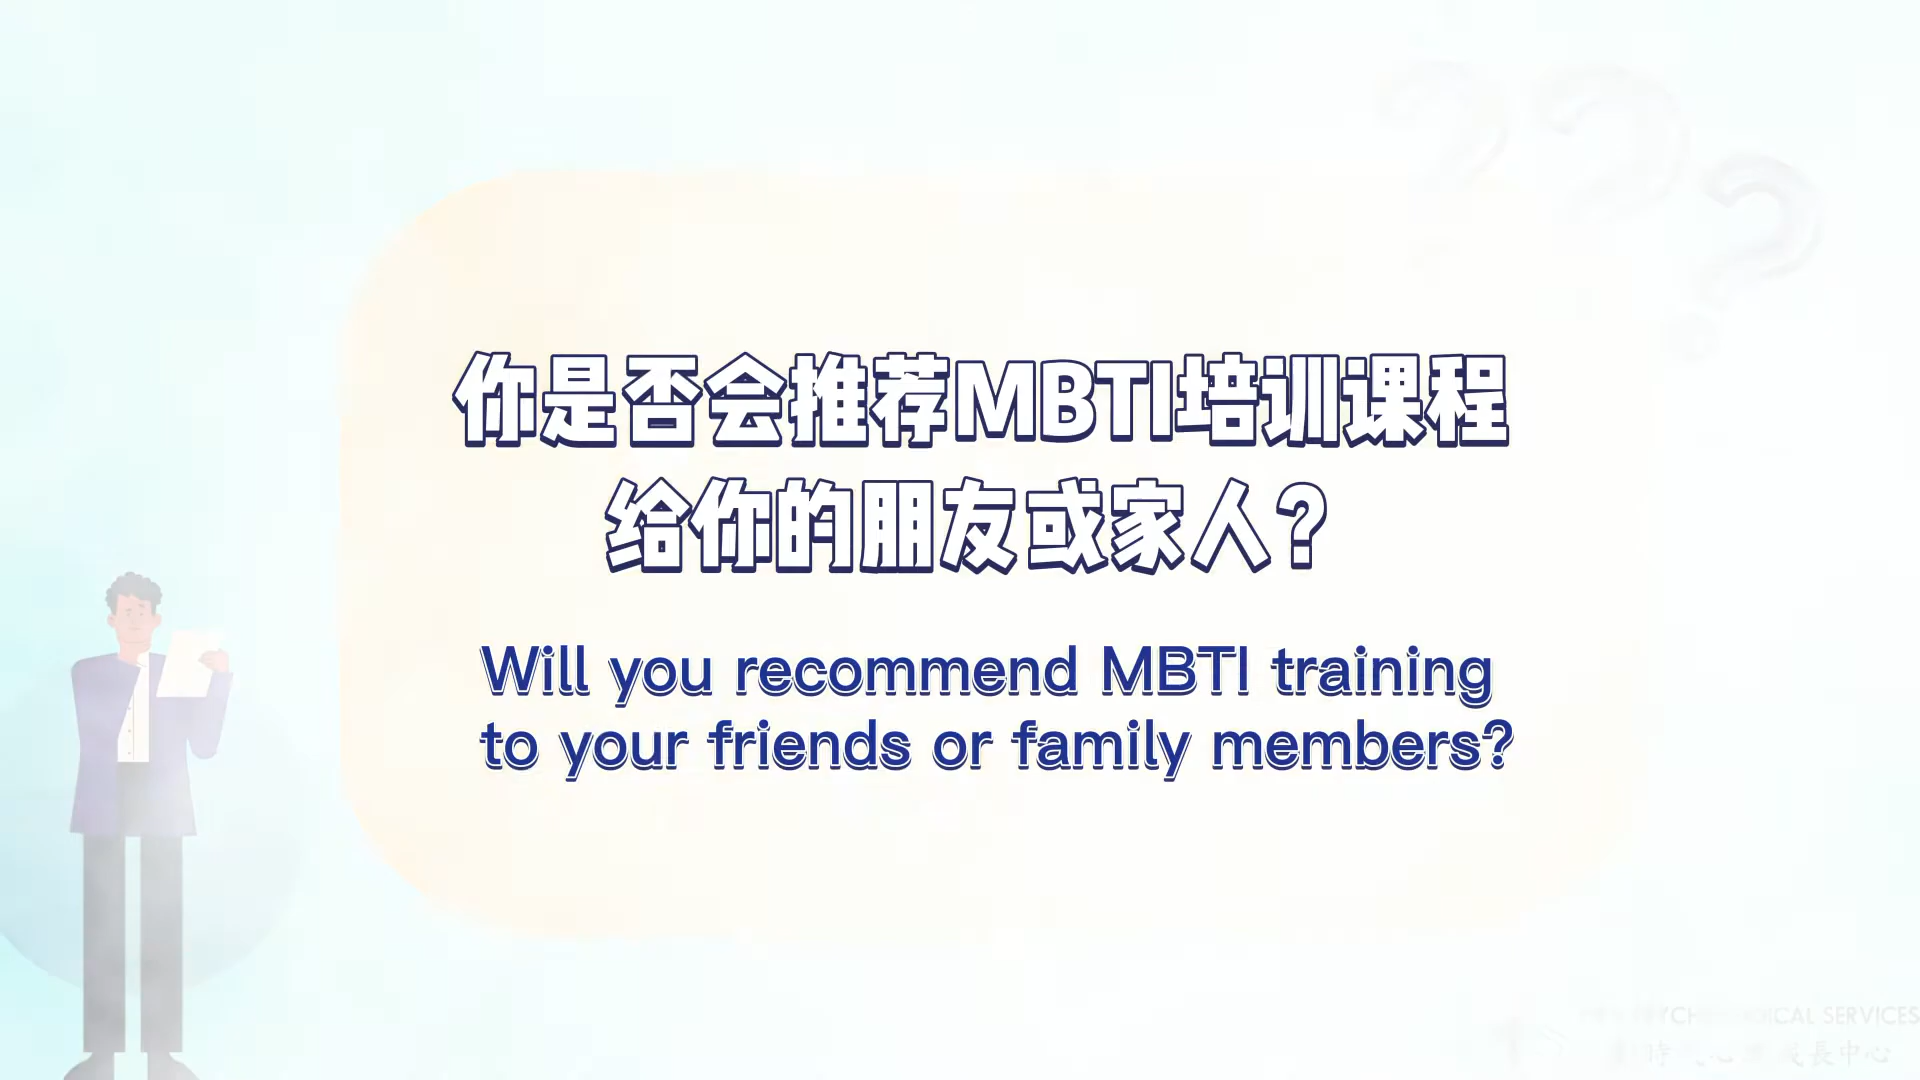 你是否会推荐MBTI培训课程
给你的朋友或家人?
Will you recommend MBTI training
to your friends or family members?
SERVICES